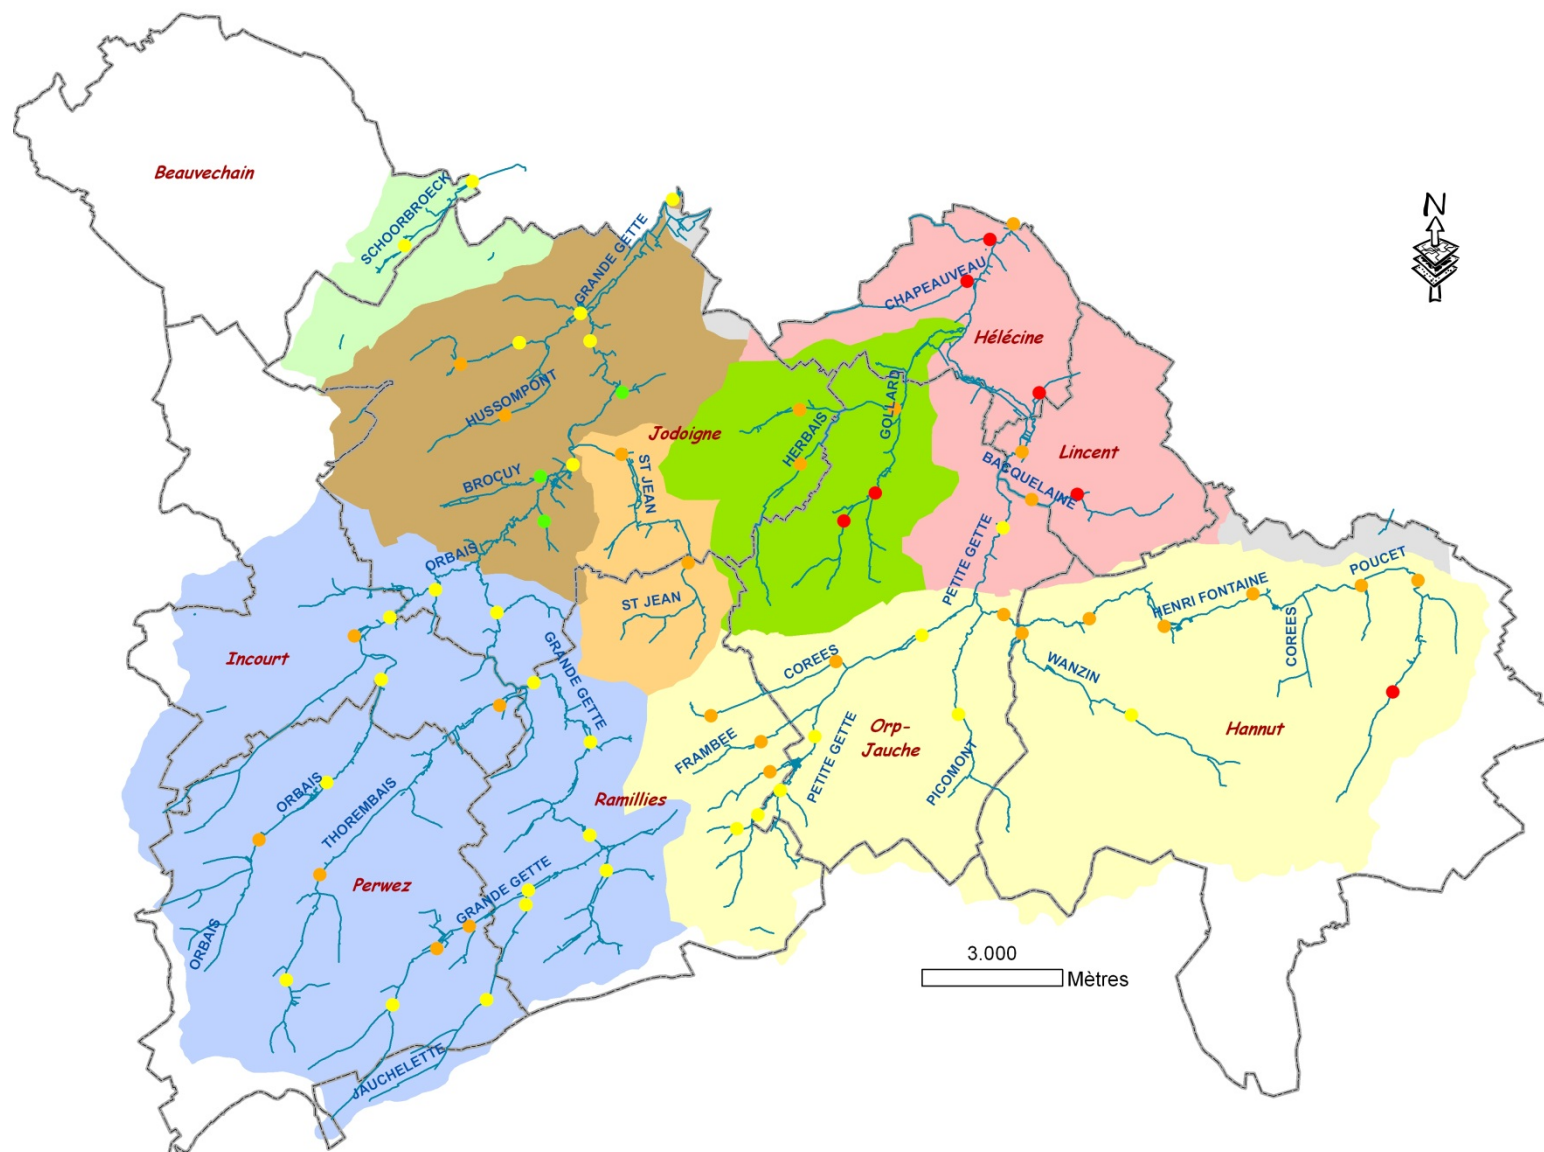 Beauvechain
SCHOORBROECK
N
GRANDE GETTE
CHAPEAUVEAU
Hélécine
HUSSOMPONT
GOLLARD
Jodoigne
HERBAIS
Lincent
BROCUY
ST JEAN
BACQUELAINE
ORBAIS
PETITE GETTE
POUCET
HENRI FONTAINE
ST JEAN
COREES
Incourt
GRANDE GETTE
COREES
WANZIN
Orp-
Jauche
Hannut
FRAMBEE
PETITE GETTE
PICOMONT
ORBAIS
THOREMBAIS
Ramillies
Perwez
GRANDE GETTE
ORBAIS
3.000
Mètres
JAUCHELETTE